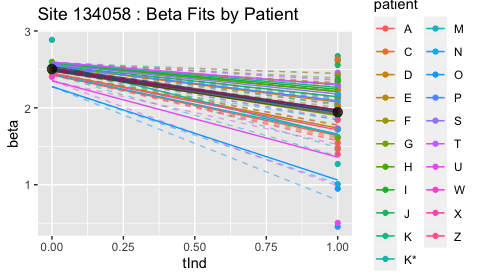 Site 134058 : Beta Fits by Patient
patient
3
2
1
beta
0.00 0.25 0.50 0.75 1.00
tInd
A M
C N
D O
E P
F S
G T
H U
I W
J X
K Z
K*